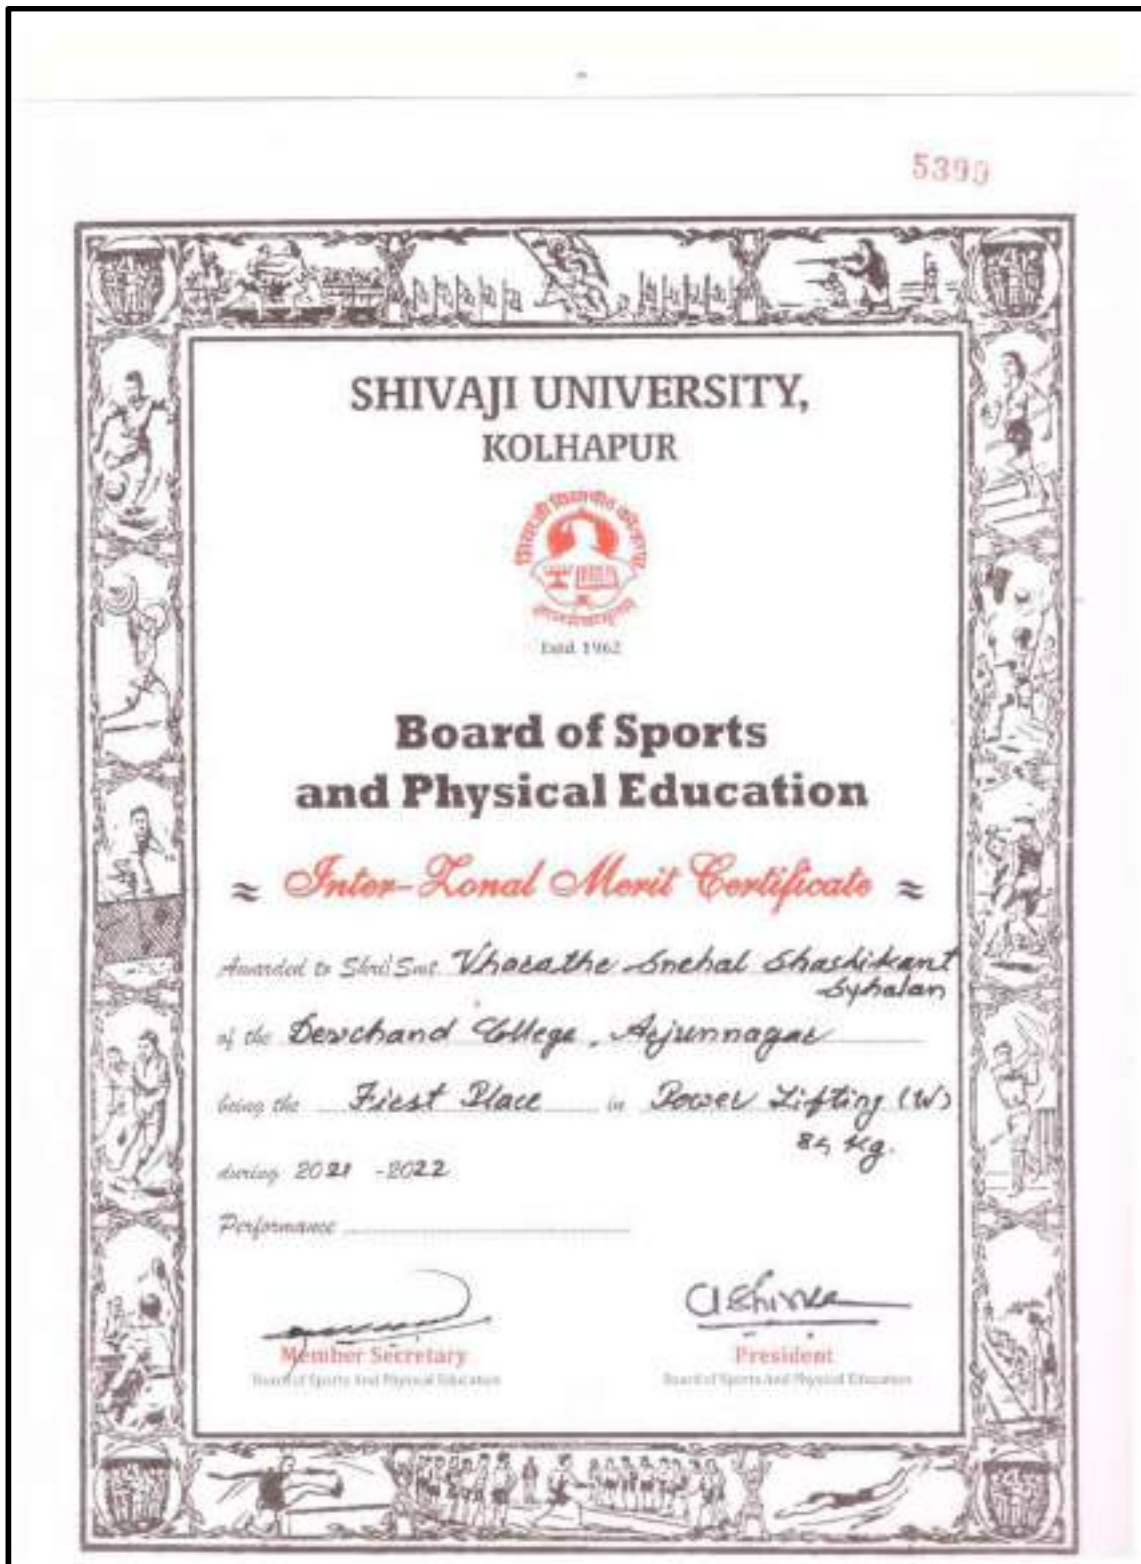 5390
SHIVAJI UNIVERSITY,
KOLHAPUR
Estd. 1962
Board of Sports
and Physical Education
≈ Inter-Zonal Merit Certificate ≈
Awarded to Shri/Smt. Vharathe Snehal Shashikant
of the Devchand College, Arjunnagar
being the First Place in Power Lifting (W)
84 Kg.
during 2021 -2022
Performance
Member Secretary President
Board of Sports And Physical Education Board of Sports And Physical Education